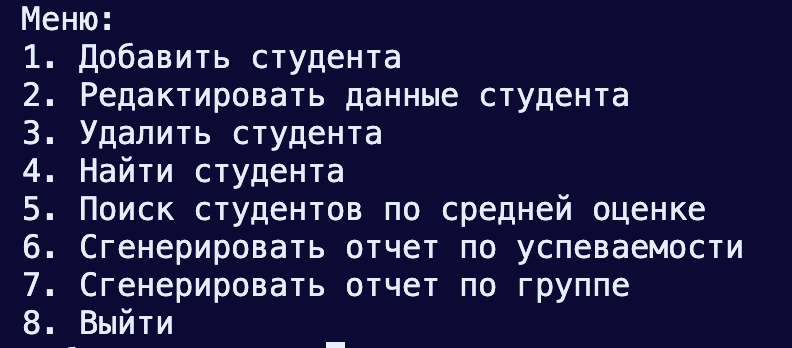 Меню:
1. Добавить студента
2. Редактировать данные студента
3. Удалить студента
4. Найти студента
5. Поиск студентов по средней оценке
6. Сгенерировать отчет по успеваемости
7. Сгенерировать отчет по группе
8. Выйти